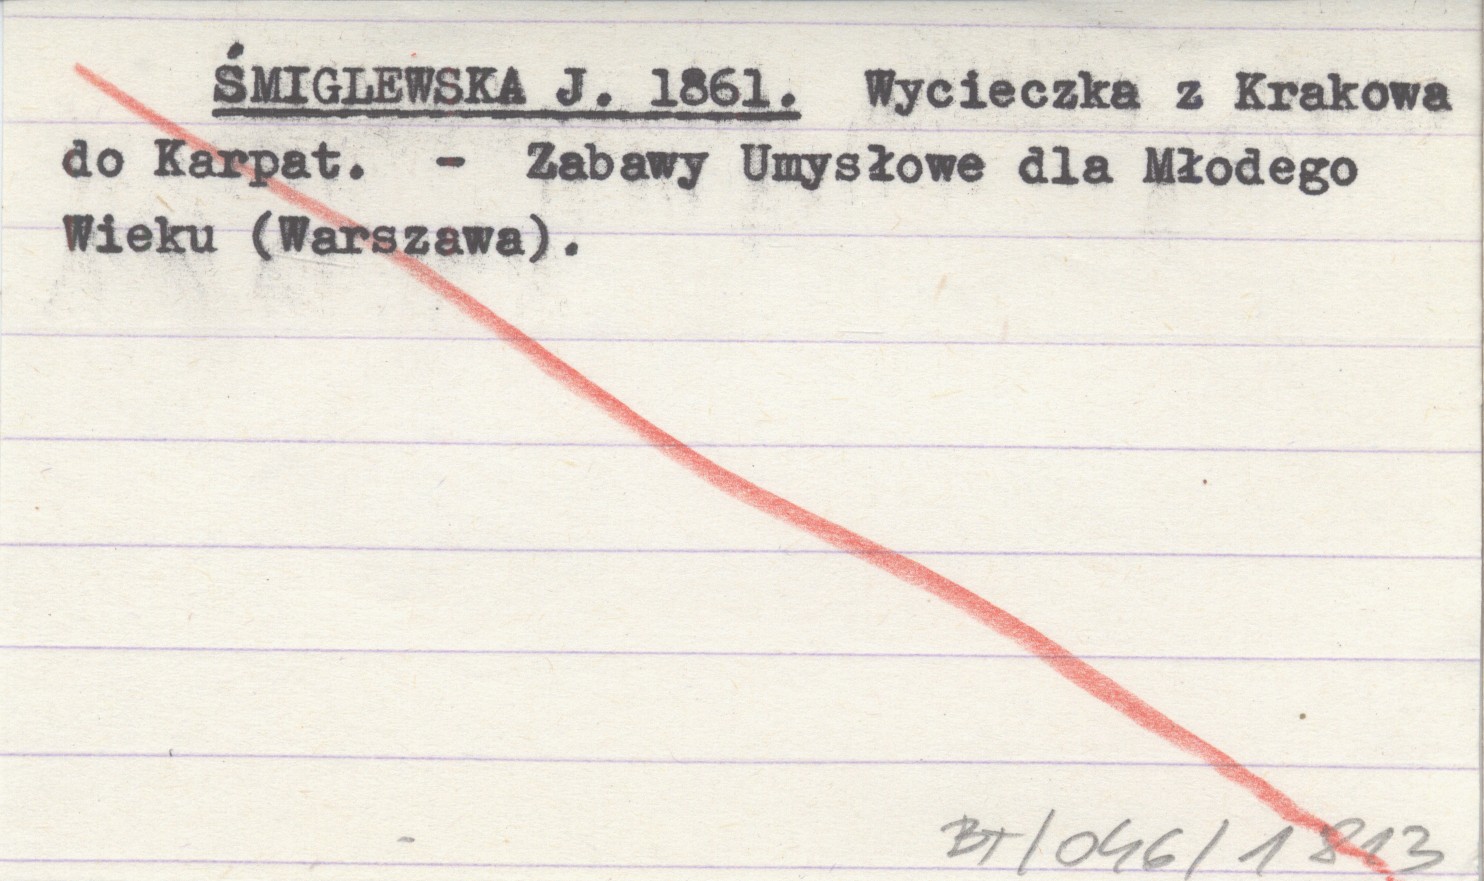 ŚMIGLEWSKA J. 1861. Wycieczka z Krakowa
do Karpat. - Zabawy Umysłowe dla Młodego
Wieku (Warszawa).
BT/046/1813